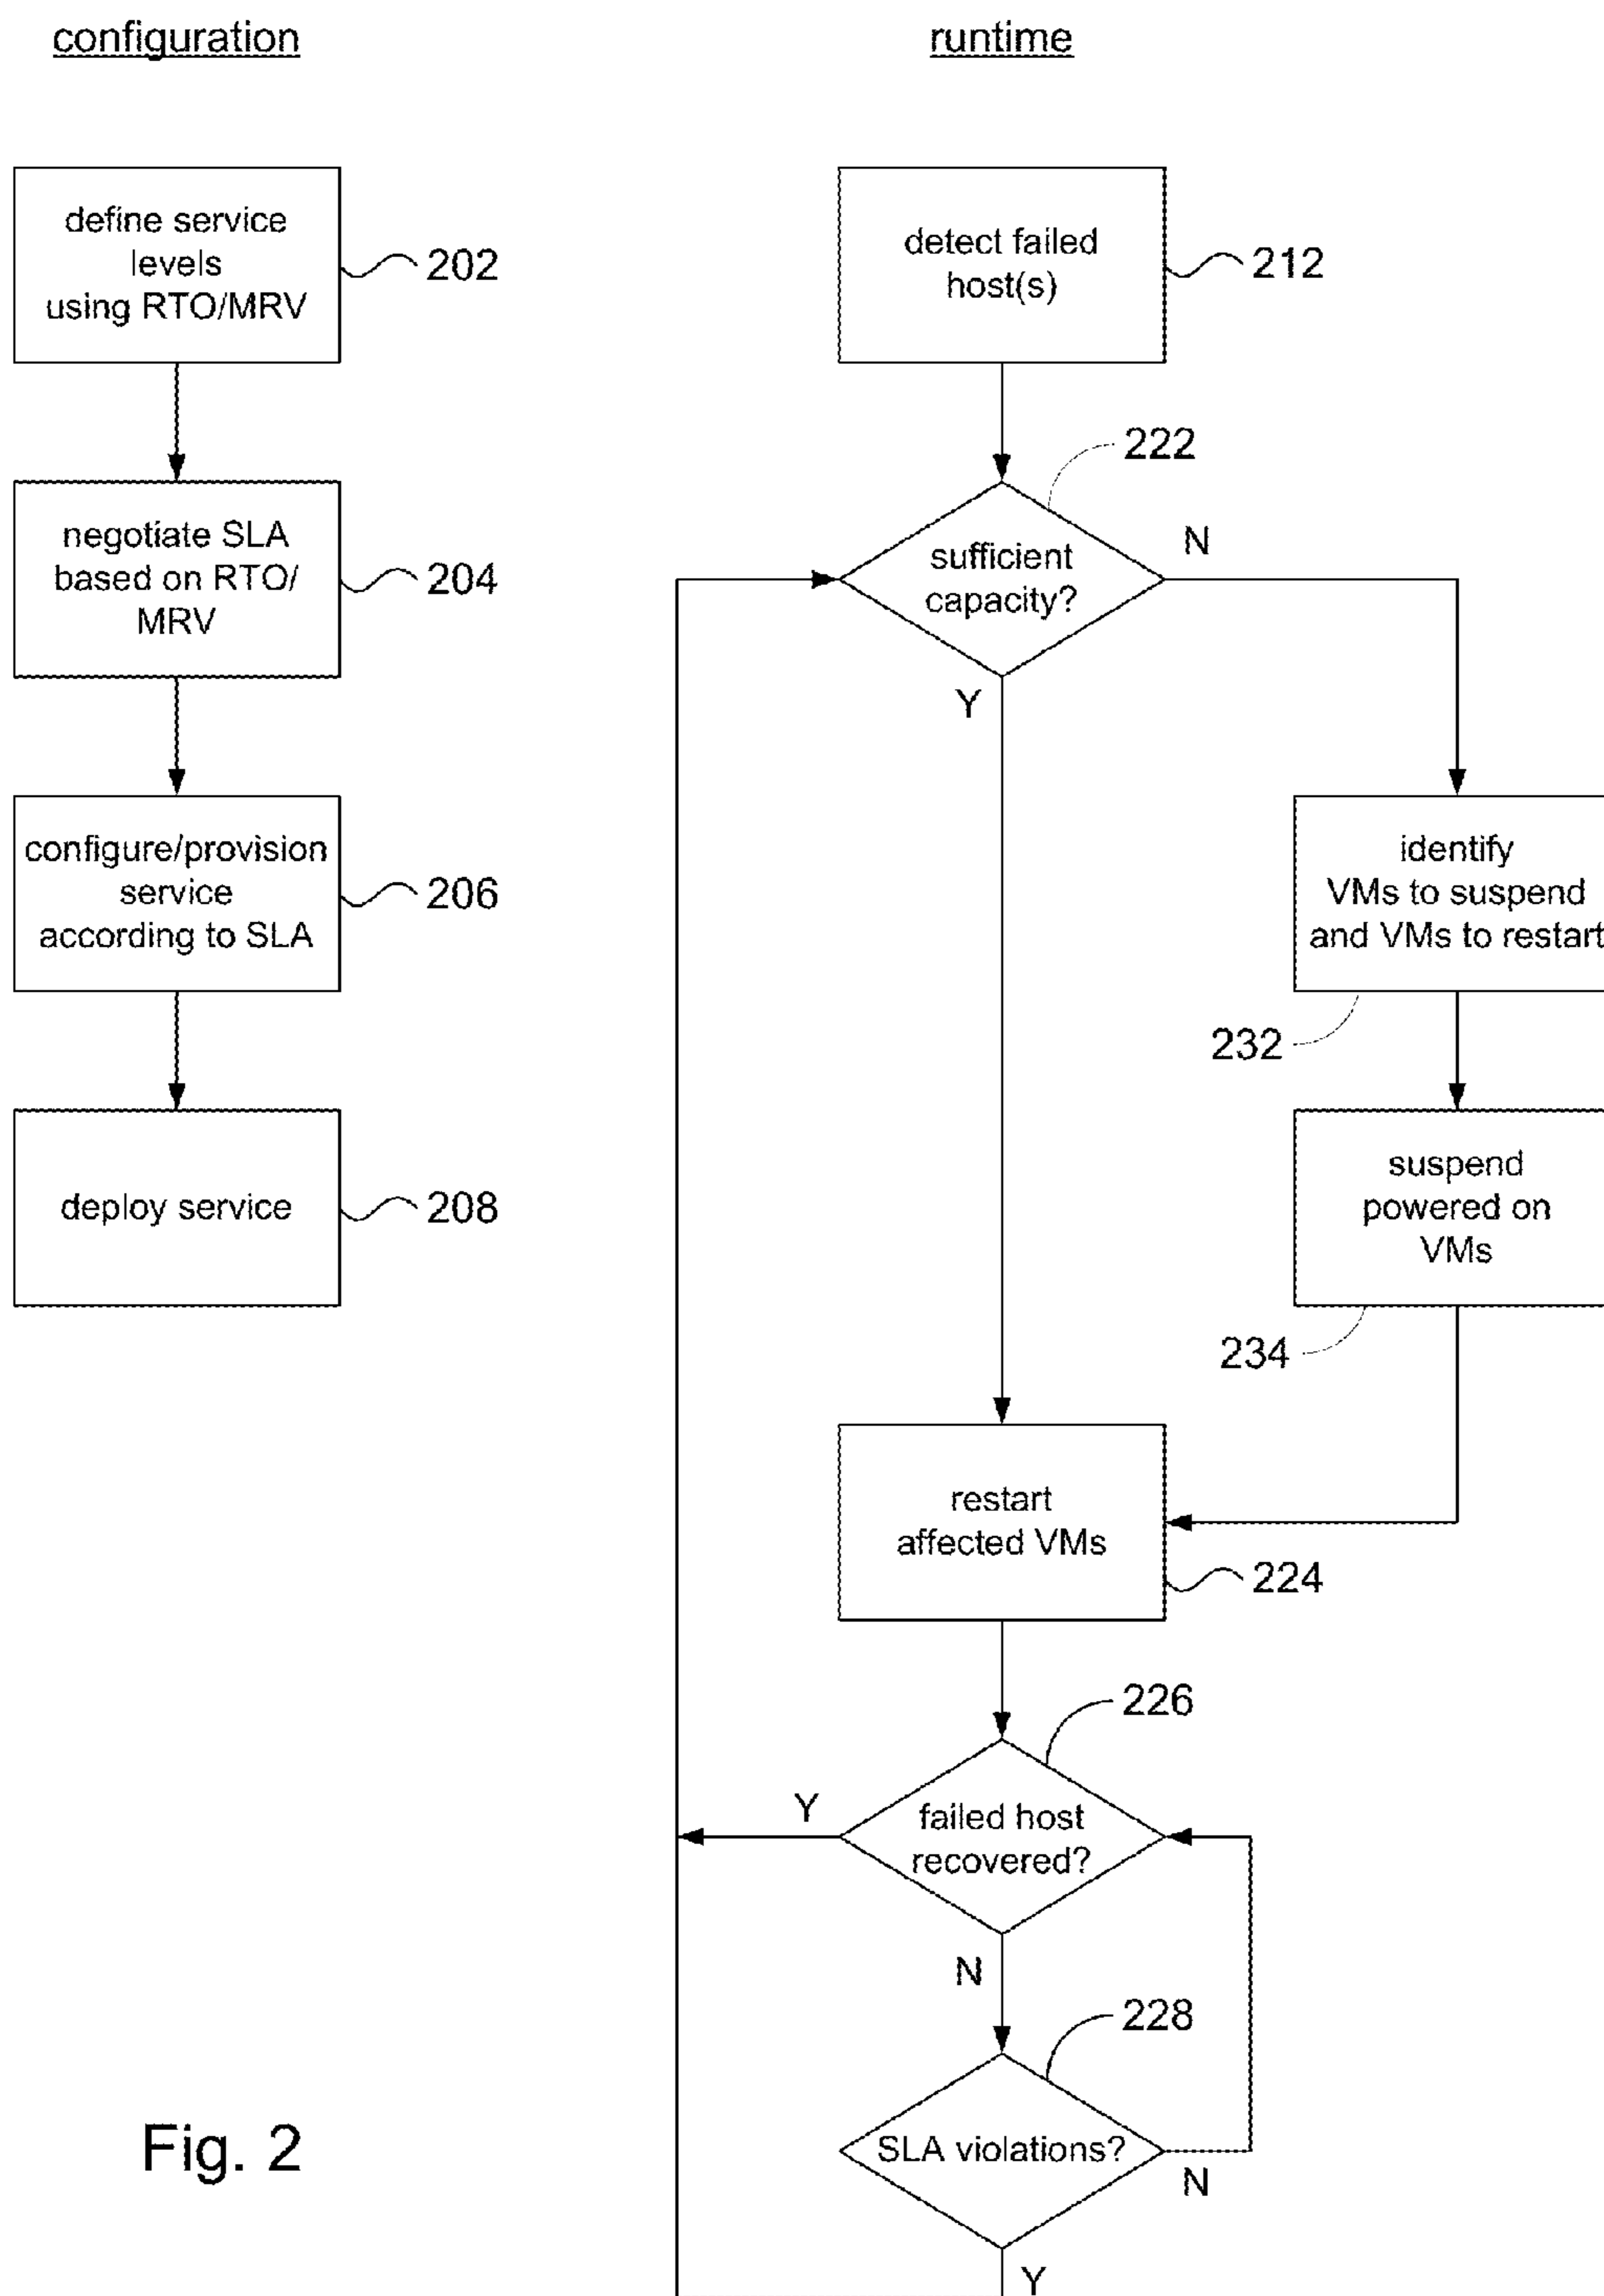 configuration
define service
levels
using RTO/MRV
202
negotiate SLA
based on RTO/
MRV
204
configure/provision
service
according to SLA
206
deploy service
208
runtime
detect failed
host(s)
212
222
sufficient
capacity?
N
Y
identify
VMs to suspend
and VMs to restart
232
suspend
powered on
VMs
234
restart
affected VMs
224
226
failed host
recovered?
Y
N
228
SLA violations?
N
Y
Fig. 2